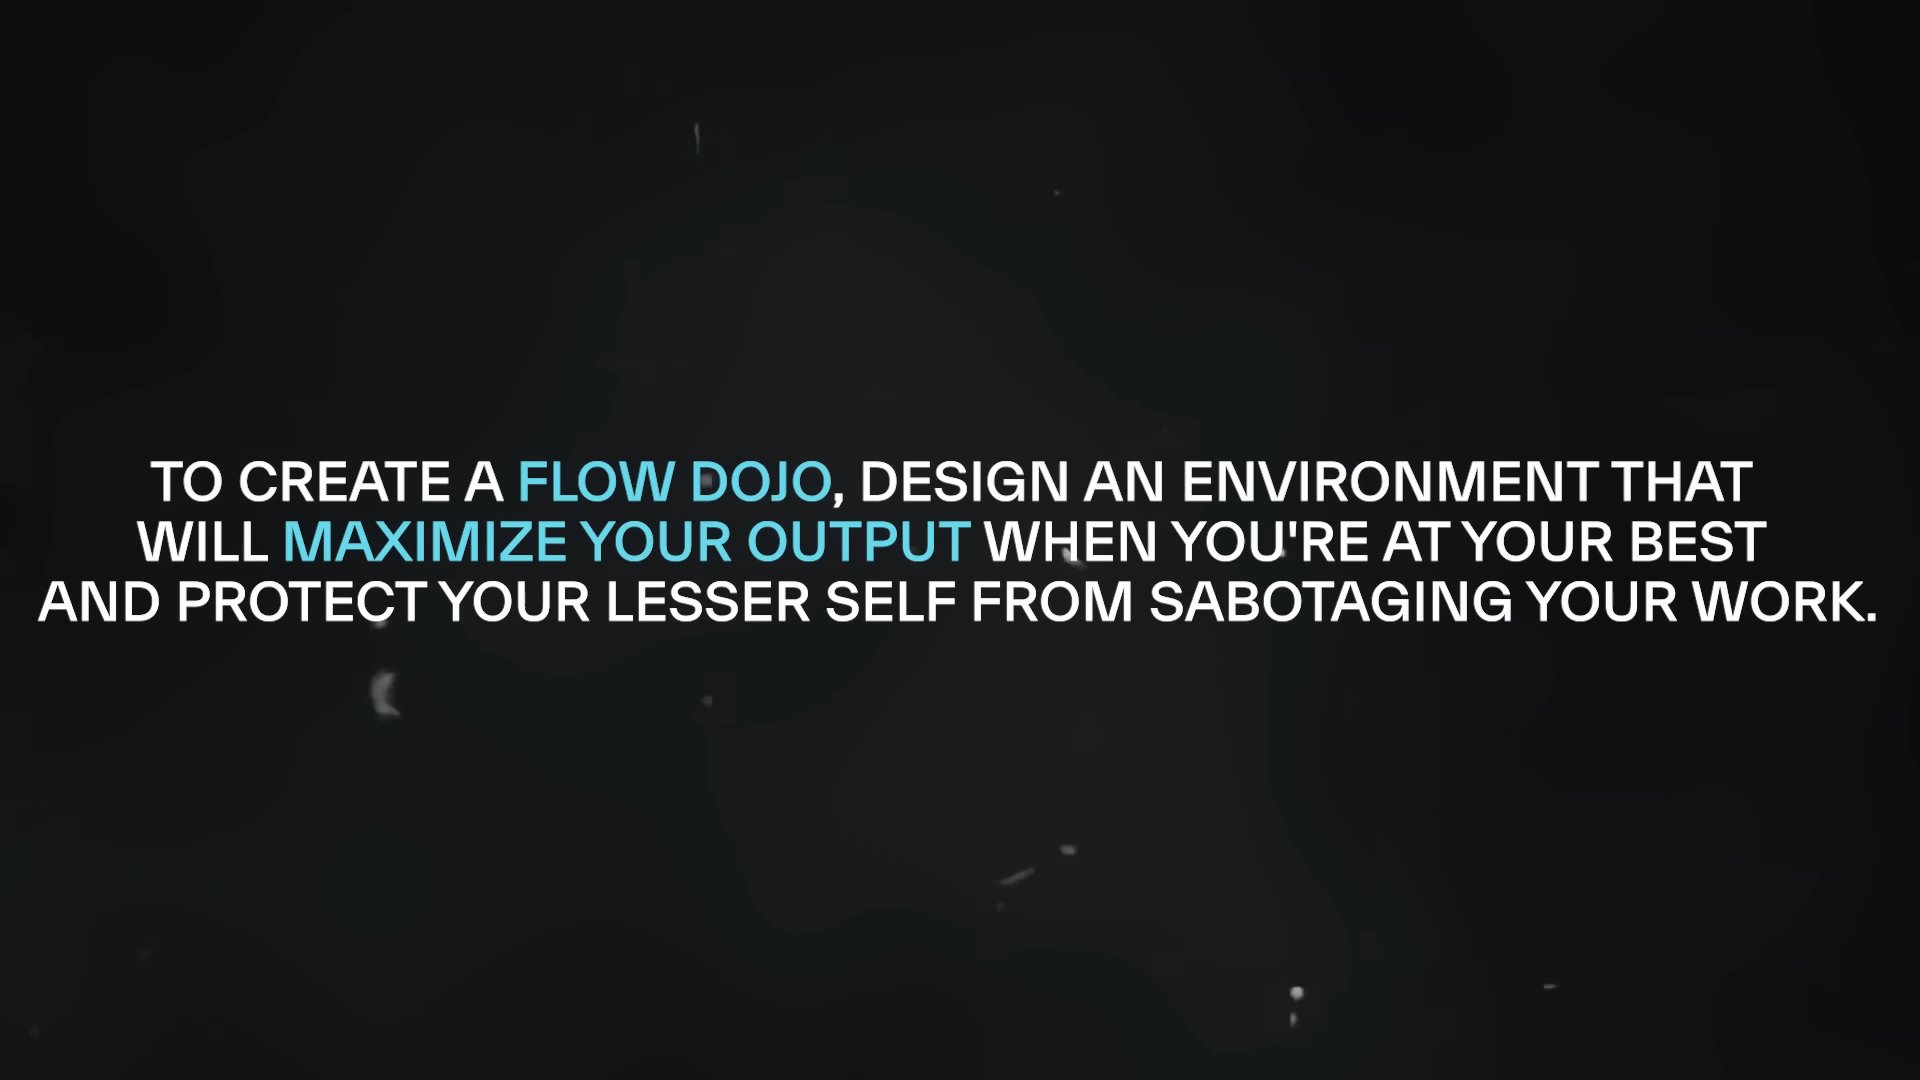 TO CREATE A FLOW DOJO, DESIGN AN ENVIRONMENT THAT
WILL MAXIMIZE YOUR OUTPUT WHEN YOU'RE AT YOUR BEST
AND PROTECT YOUR LESSER SELF FROM SABOTAGING YOUR WORK.